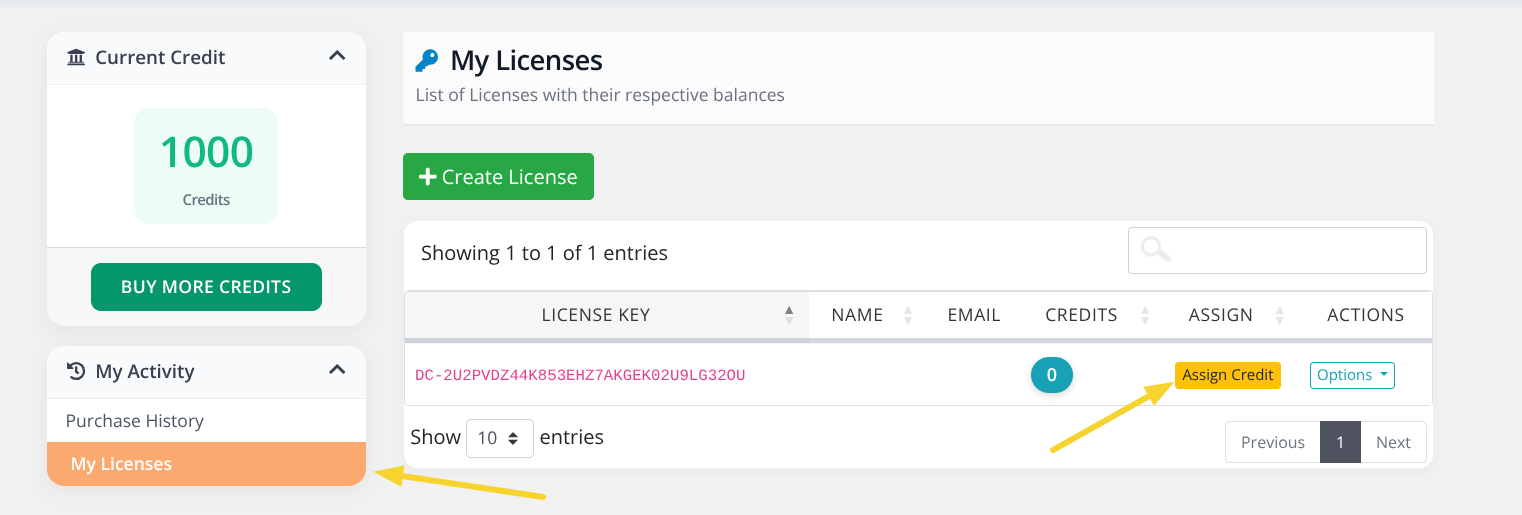 Current Credit
1000
Credits
BUY MORE CREDITS
My Activity
Purchase History
My Licenses
My Licenses
List of Licenses with their respective balances
Create License
Showing 1 to 1 of 1 entries
LICENSE KEY NAME EMAIL CREDITS ASSIGN ACTIONS
DC-2U2PVDZ44K853EHZ7AKGEK02U9LG32OU 0 Assign Credit Options
Show 10 entries
Previous 1 Next